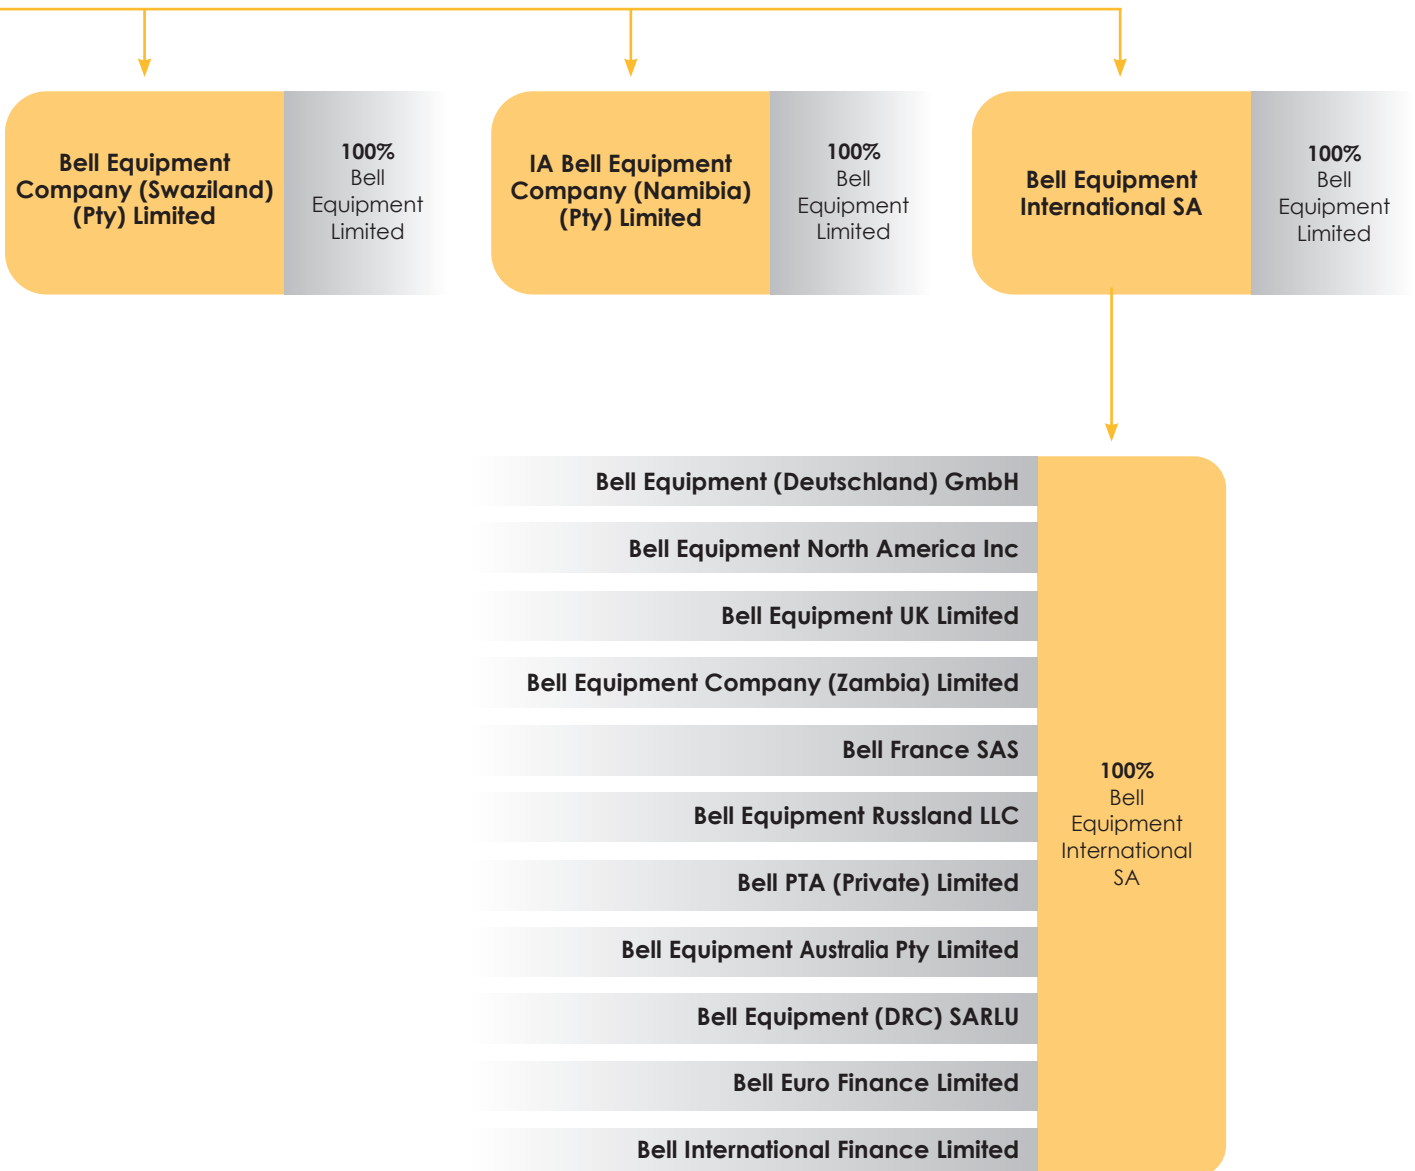 Bell Equipment
Company (Swaziland)
(Pty) Limited
100%
Bell
Equipment
Limited
IA Bell Equipment
Company (Namibia)
(Pty) Limited
100%
Bell
Equipment
Limited
Bell Equipment
International SA
100%
Bell
Equipment
Limited
Bell Equipment (Deutschland) GmbH
Bell Equipment North America Inc
Bell Equipment UK Limited
Bell Equipment Company (Zambia) Limited
Bell France SAS
Bell Equipment Russland LLC
Bell PTA (Private) Limited
Bell Equipment Australia Pty Limited
Bell Equipment (DRC) SARLU
Bell Euro Finance Limited
Bell International Finance Limited
100%
Bell
Equipment
International
SA